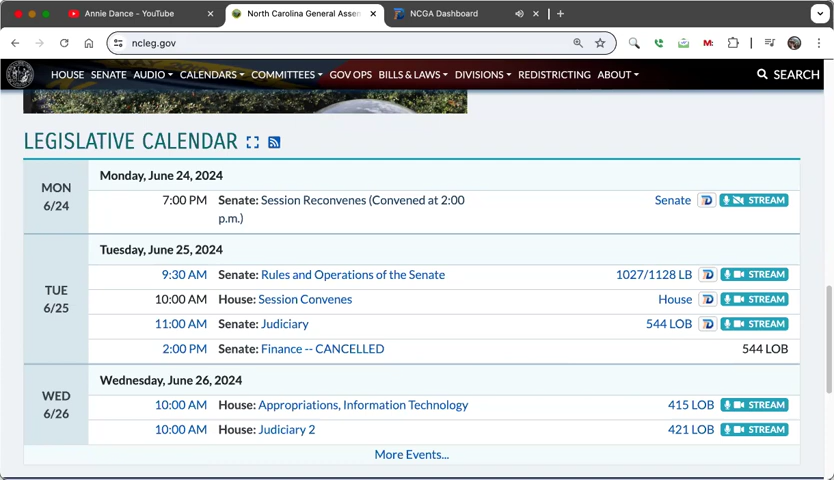 Annie Dance - YouTube
North Carolina General Assem
NCGA Dashboard
ncleg.gov
HOUSE SENATE AUDIO CALENDARS COMMITTEES GOV OPS BILLS & LAWS DIVISIONS REDISTRICTING ABOUT SEARCH
LEGISLATIVE CALENDAR
MON
6/24
Monday, June 24, 2024
7:00 PM Senate: Session Reconvenes (Convened at 2:00 p.m.) Senate STREAM
TUE
6/25
Tuesday, June 25, 2024
9:30 AM Senate: Rules and Operations of the Senate 1027/1128 LB STREAM
10:00 AM House: Session Convenes House STREAM
11:00 AM Senate: Judiciary 544 LOB STREAM
2:00 PM Senate: Finance -- CANCELLED 544 LOB
WED
6/26
Wednesday, June 26, 2024
10:00 AM House: Appropriations, Information Technology 415 LOB STREAM
10:00 AM House: Judiciary 2 421 LOB STREAM
More Events...